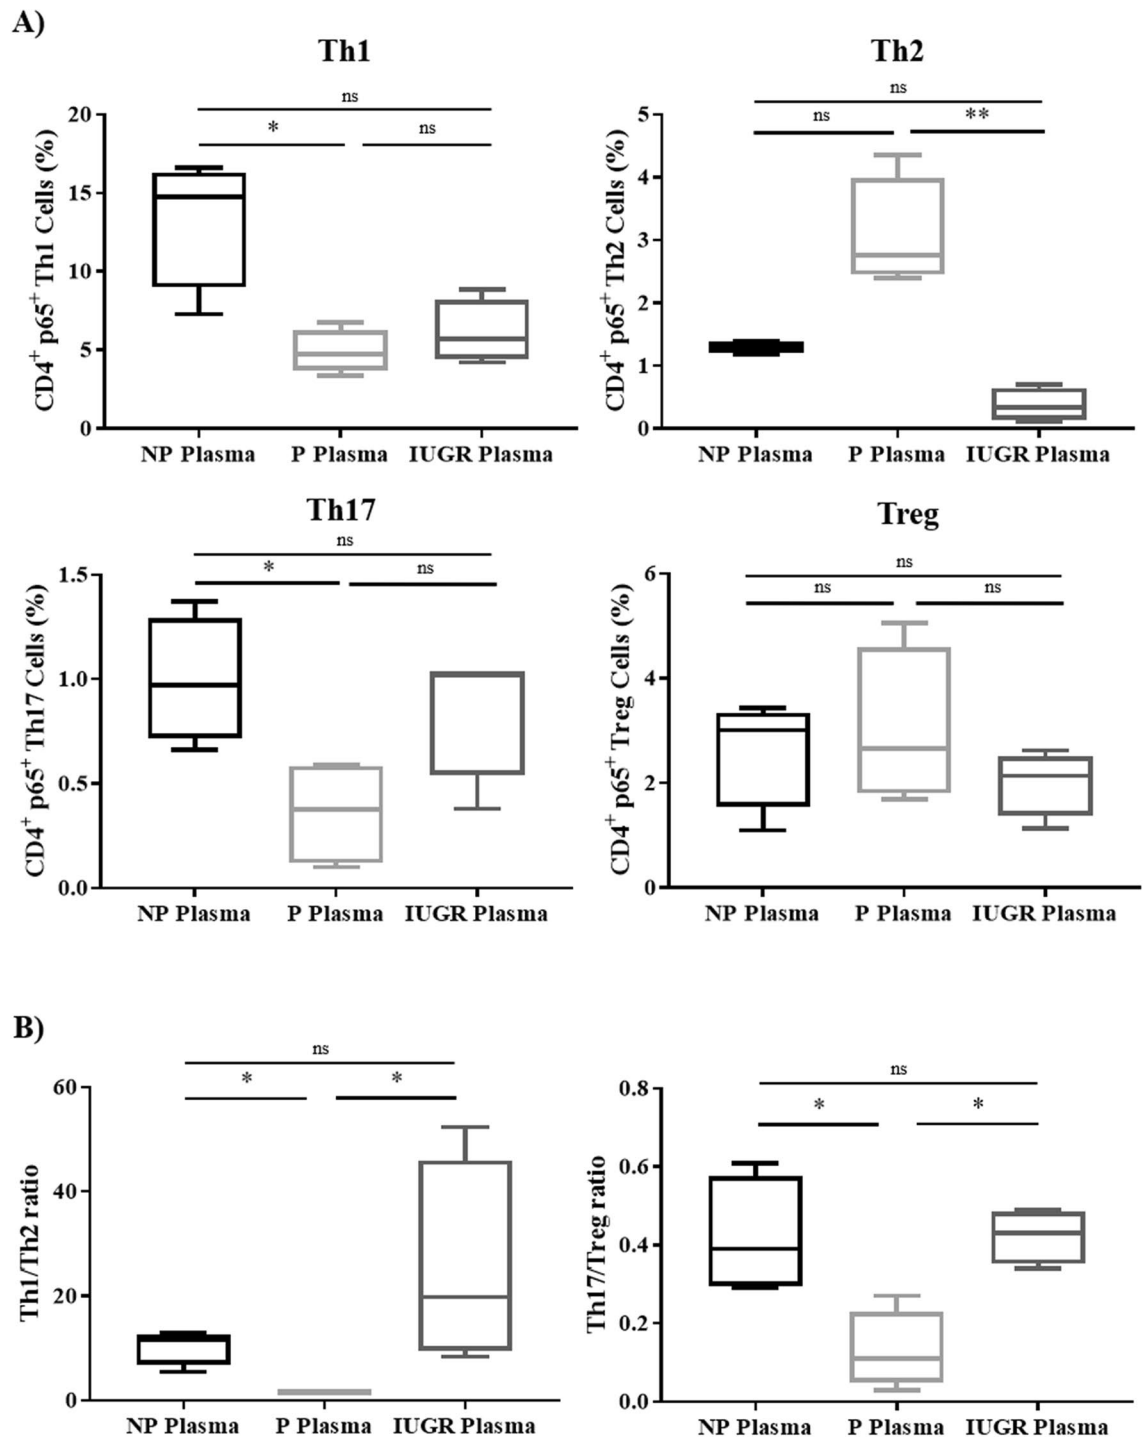 A)
Th1
ns
*
ns
CD4+ p65+ Th1 Cells (%)
20
15
10
5
0
NP Plasma
P Plasma
IUGR Plasma
Th2
ns
ns
**
CD4+ p65+ Th2 Cells (%)
5
4
3
2
1
0
NP Plasma
P Plasma
IUGR Plasma
Th17
ns
*
ns
CD4+ p65+ Th17 Cells (%)
1.5
1.0
0.5
0.0
NP Plasma
P Plasma
IUGR Plasma
Treg
ns
ns
ns
CD4+ p65+ Treg Cells (%)
6
4
2
0
NP Plasma
P Plasma
IUGR Plasma
B)
ns
*
*
Th1/Th2 ratio
60
40
20
0
NP Plasma
P Plasma
IUGR Plasma
ns
*
*
Th17/Treg ratio
0.8
0.6
0.4
0.2
0.0
NP Plasma
P Plasma
IUGR Plasma